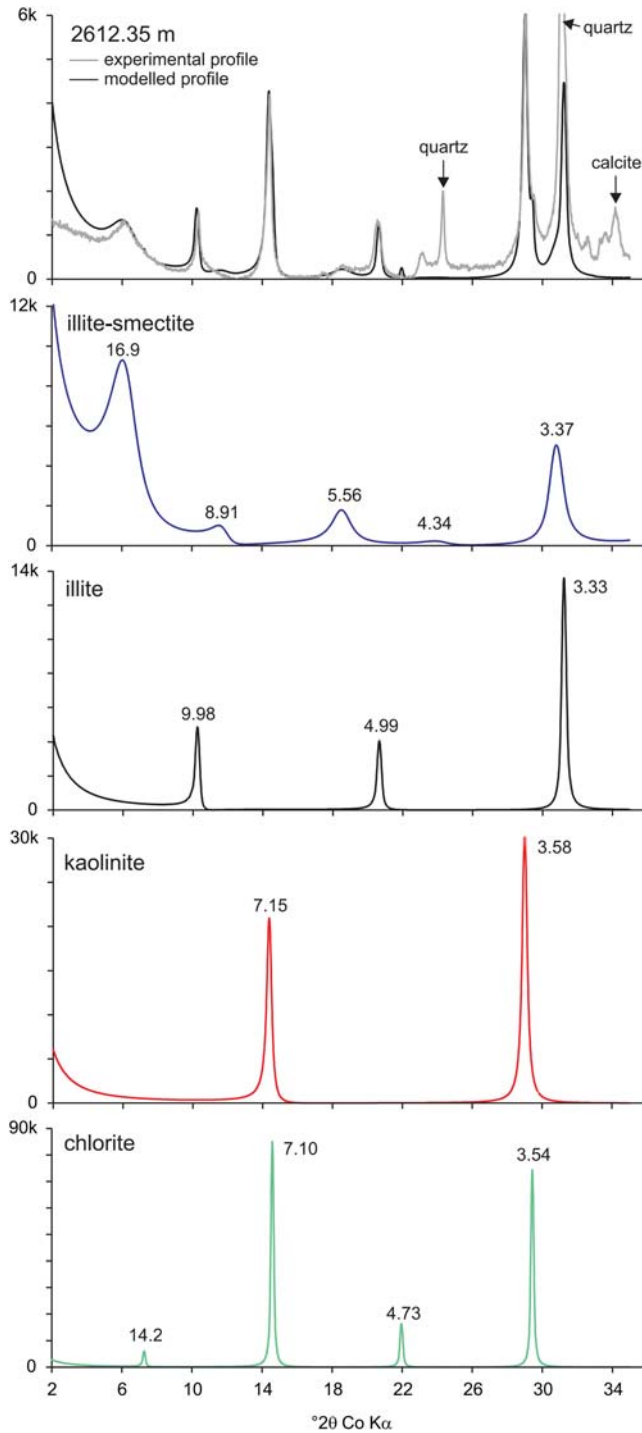 6k
2612.35 m
experimental profile
modelled profile
quartz
quartz
calcite
0
12k
illite-smectite
16.9
8.91
5.56
4.34
3.37
0
14k
illite
9.98
4.99
3.33
0
30k
kaolinite
7.15
3.58
0
90k
chlorite
14.2
7.10
4.73
3.54
0
2 6 10 14 18 22 26 30 34
°2θ Co Kα